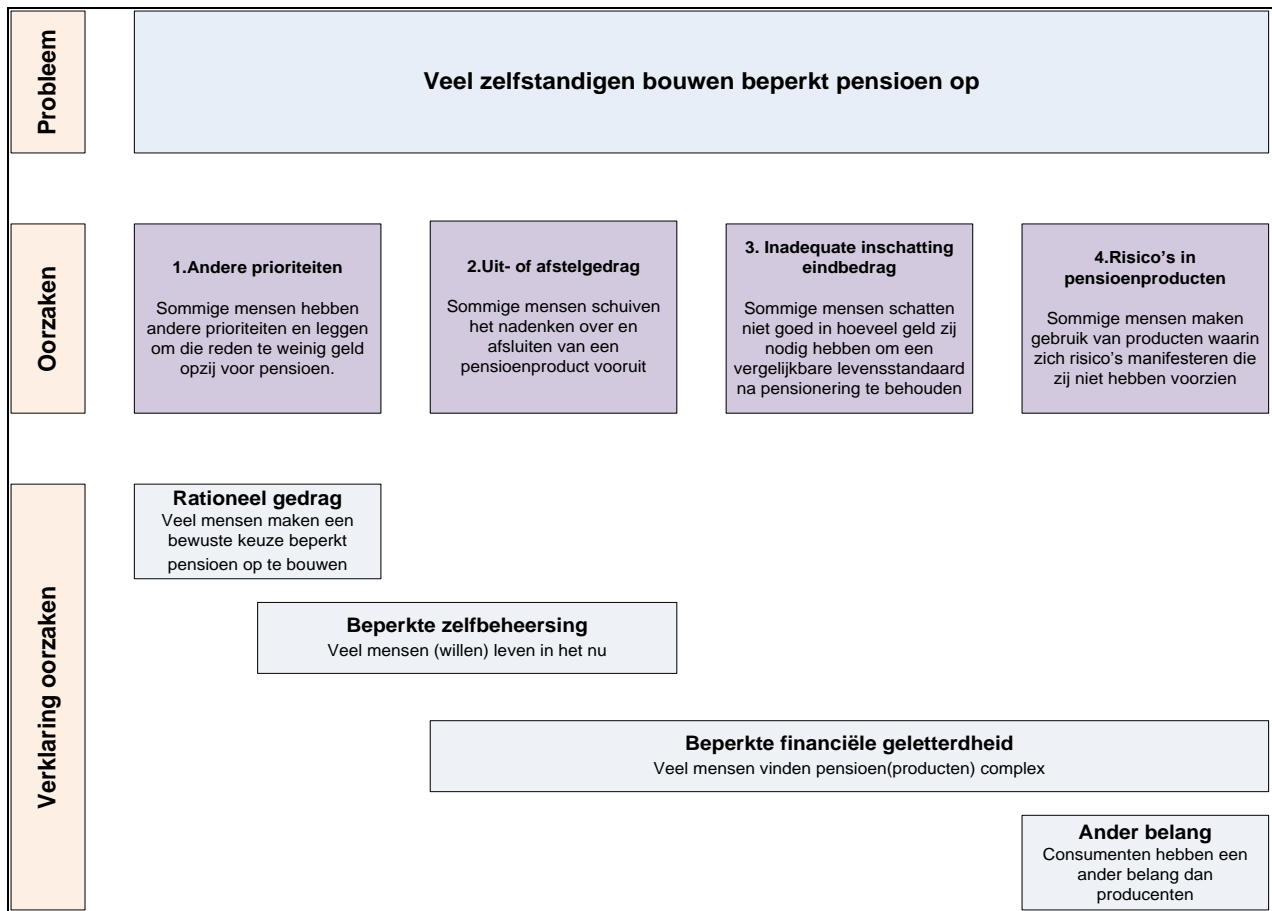 Probleem
Veel zelfstandigen bouwen beperkt pensioen op
Oorzaken
1.Andere prioriteiten
Sommige mensen hebben
andere prioriteiten en leggen
om die reden te weinig geld
opzij voor pensioen.
2.Uit- of afstelgedrag
Sommige mensen schuiven
het nadenken over en
afsluiten van een
pensioenproduct vooruit
3. Inadequate inschatting
eindbedrag
Sommige mensen schatten
niet goed in hoeveel geld zij
nodig hebben om een
vergelijkbare levensstandaard
na pensionering te behouden
4.Risico's in
pensioenproducten
Sommige mensen maken
gebruik van producten waarin
zich risico's manifesteren die
zij niet hebben voorzien
Verklaring oorzaken
Rationeel gedrag
Veel mensen maken een
bewuste keuze beperkt
pensioen op te bouwen
Beperkte zelfbeheersing
Veel mensen (willen) leven in het nu
Beperkte financiële geletterdheid
Veel mensen vinden pensioen(producten) complex
Ander belang
Consumenten hebben een
ander belang dan
producenten